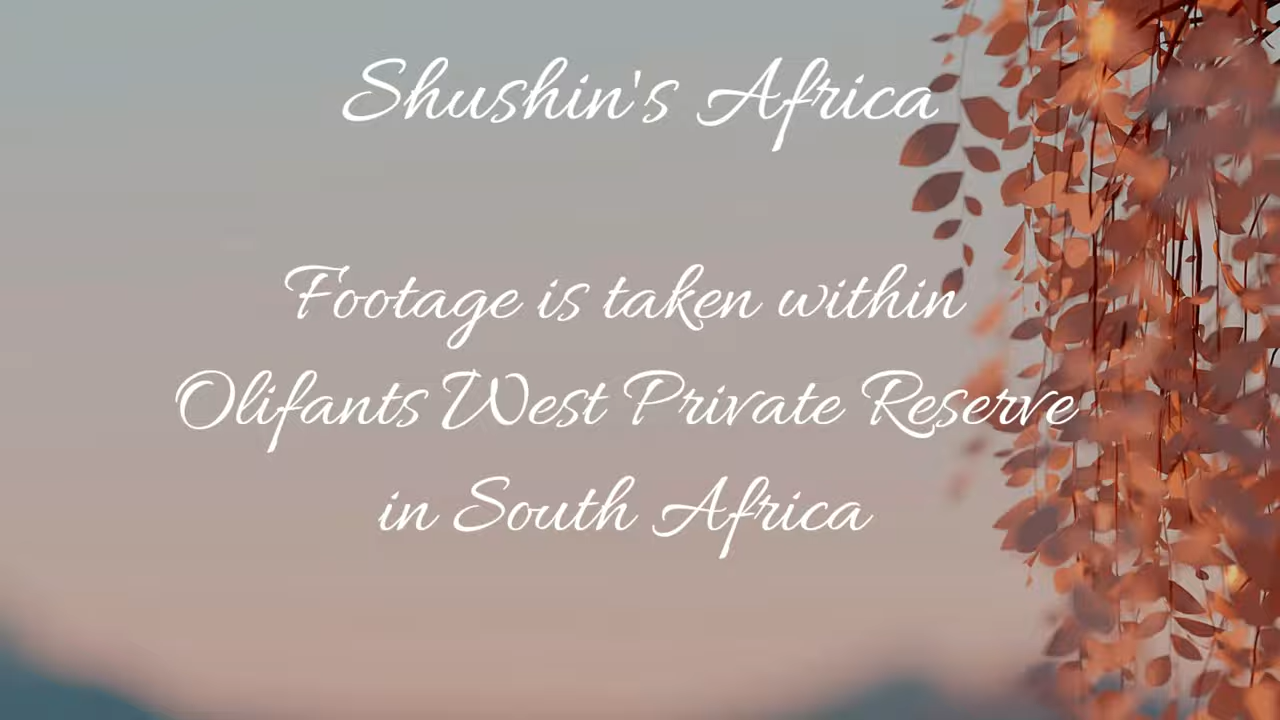 Shushin's Africa
Footage is taken within
Olifants West Private Reserve
in South Africa